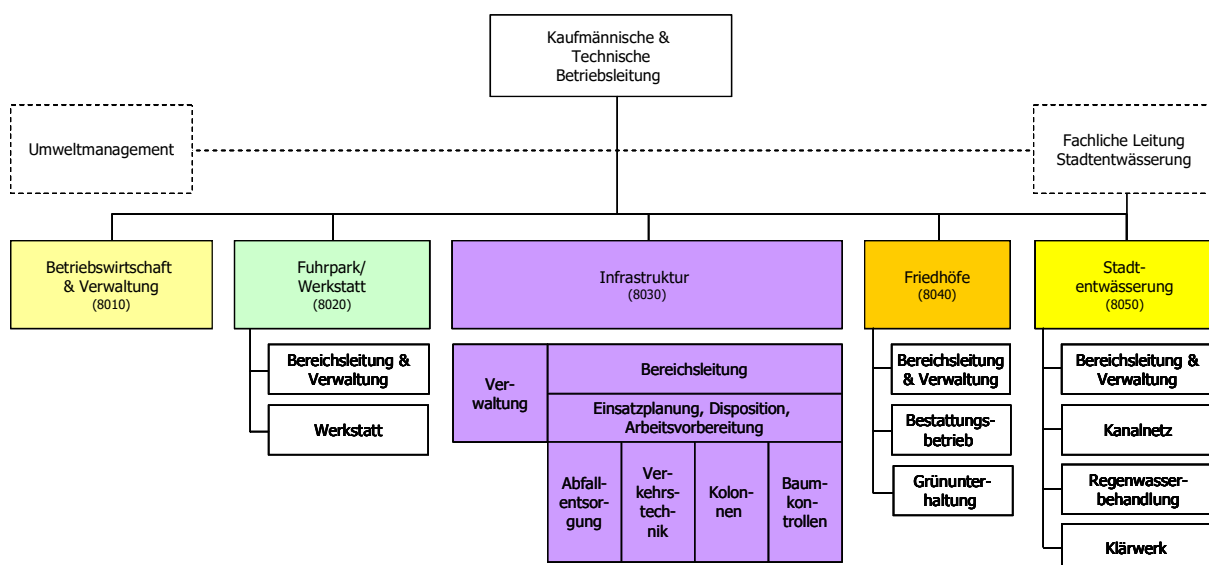 Kaufmännische &
Technische
Betriebsleitung
Umweltmanagement
Fachliche Leitung
Stadtentwässerung
Betriebswirtschaft
& Verwaltung
(8010)
Fuhrpark/
Werkstatt
(8020)
Infrastruktur
(8030)
Friedhöfe
(8040)
Stadt-
entwässerung
(8050)
Bereichsleitung &
Verwaltung
Werkstatt
Ver-
waltung
Bereichsleitung
Einsatzplanung, Disposition,
Arbeitsvorbereitung
Abfall-
entsor-
gung
Ver-
kehrs-
tech-
nik
Kolon-
nen
Baum-
kon-
trollen
Bereichsleitung
& Verwaltung
Bestattungs-
betrieb
Grünunter-
haltung
Bereichsleitung &
Verwaltung
Kanalnetz
Regenwasser-
behandlung
Klärwerk